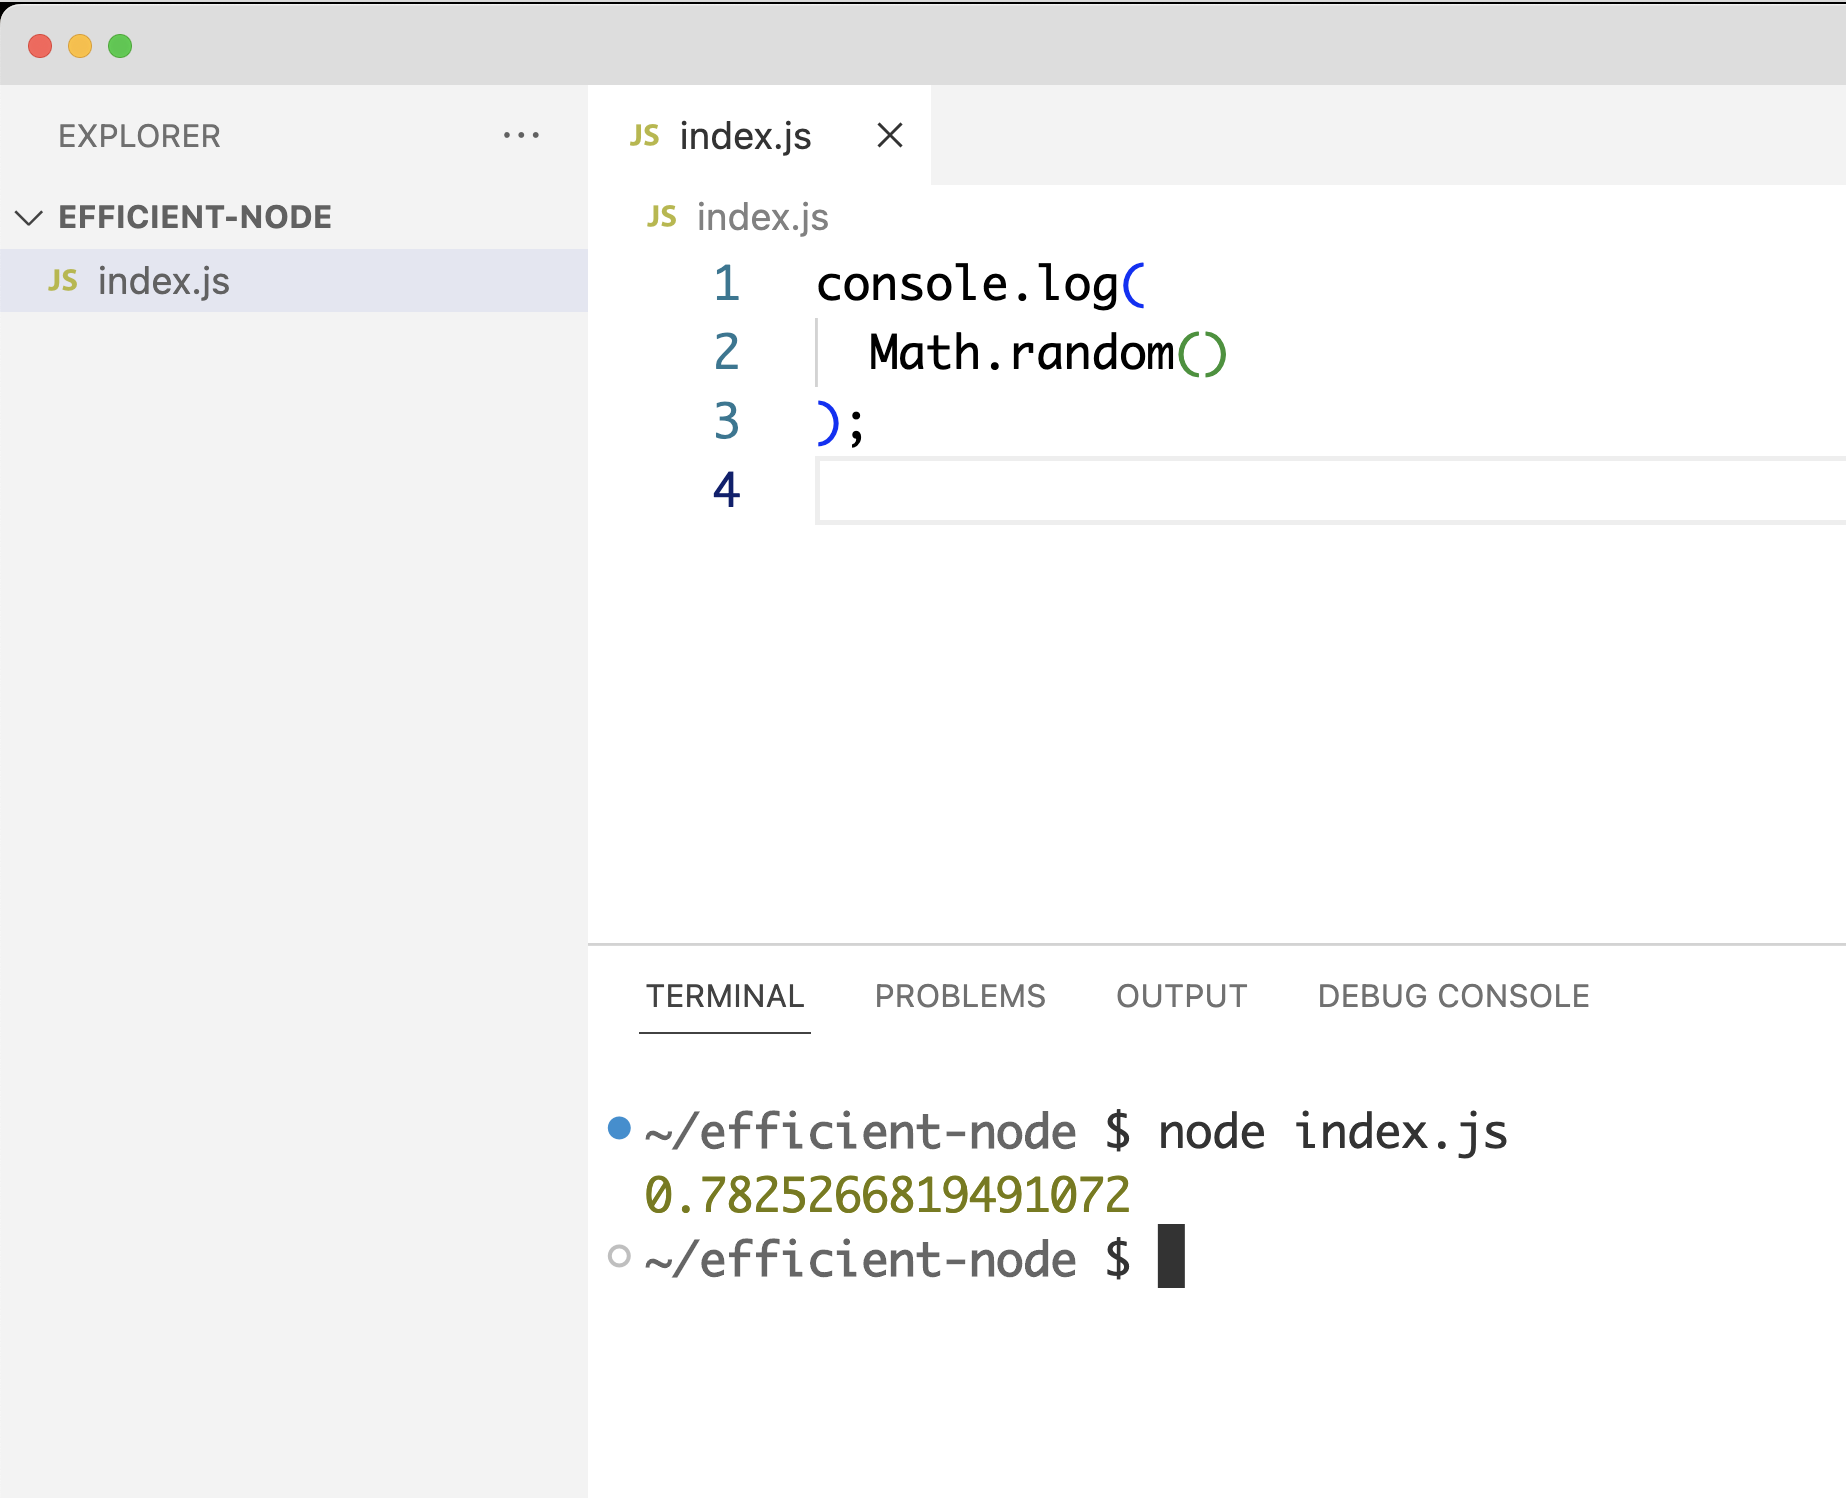 EXPLORER ...
EFFICIENT-NODE
JS index.js
JS index.js
JS index.js
1 console.log(
2 Math.random()
3 );
4
TERMINAL PROBLEMS OUTPUT DEBUG CONSOLE
~/efficient-node $ node index.js
0.7825266819491072
~/efficient-node $